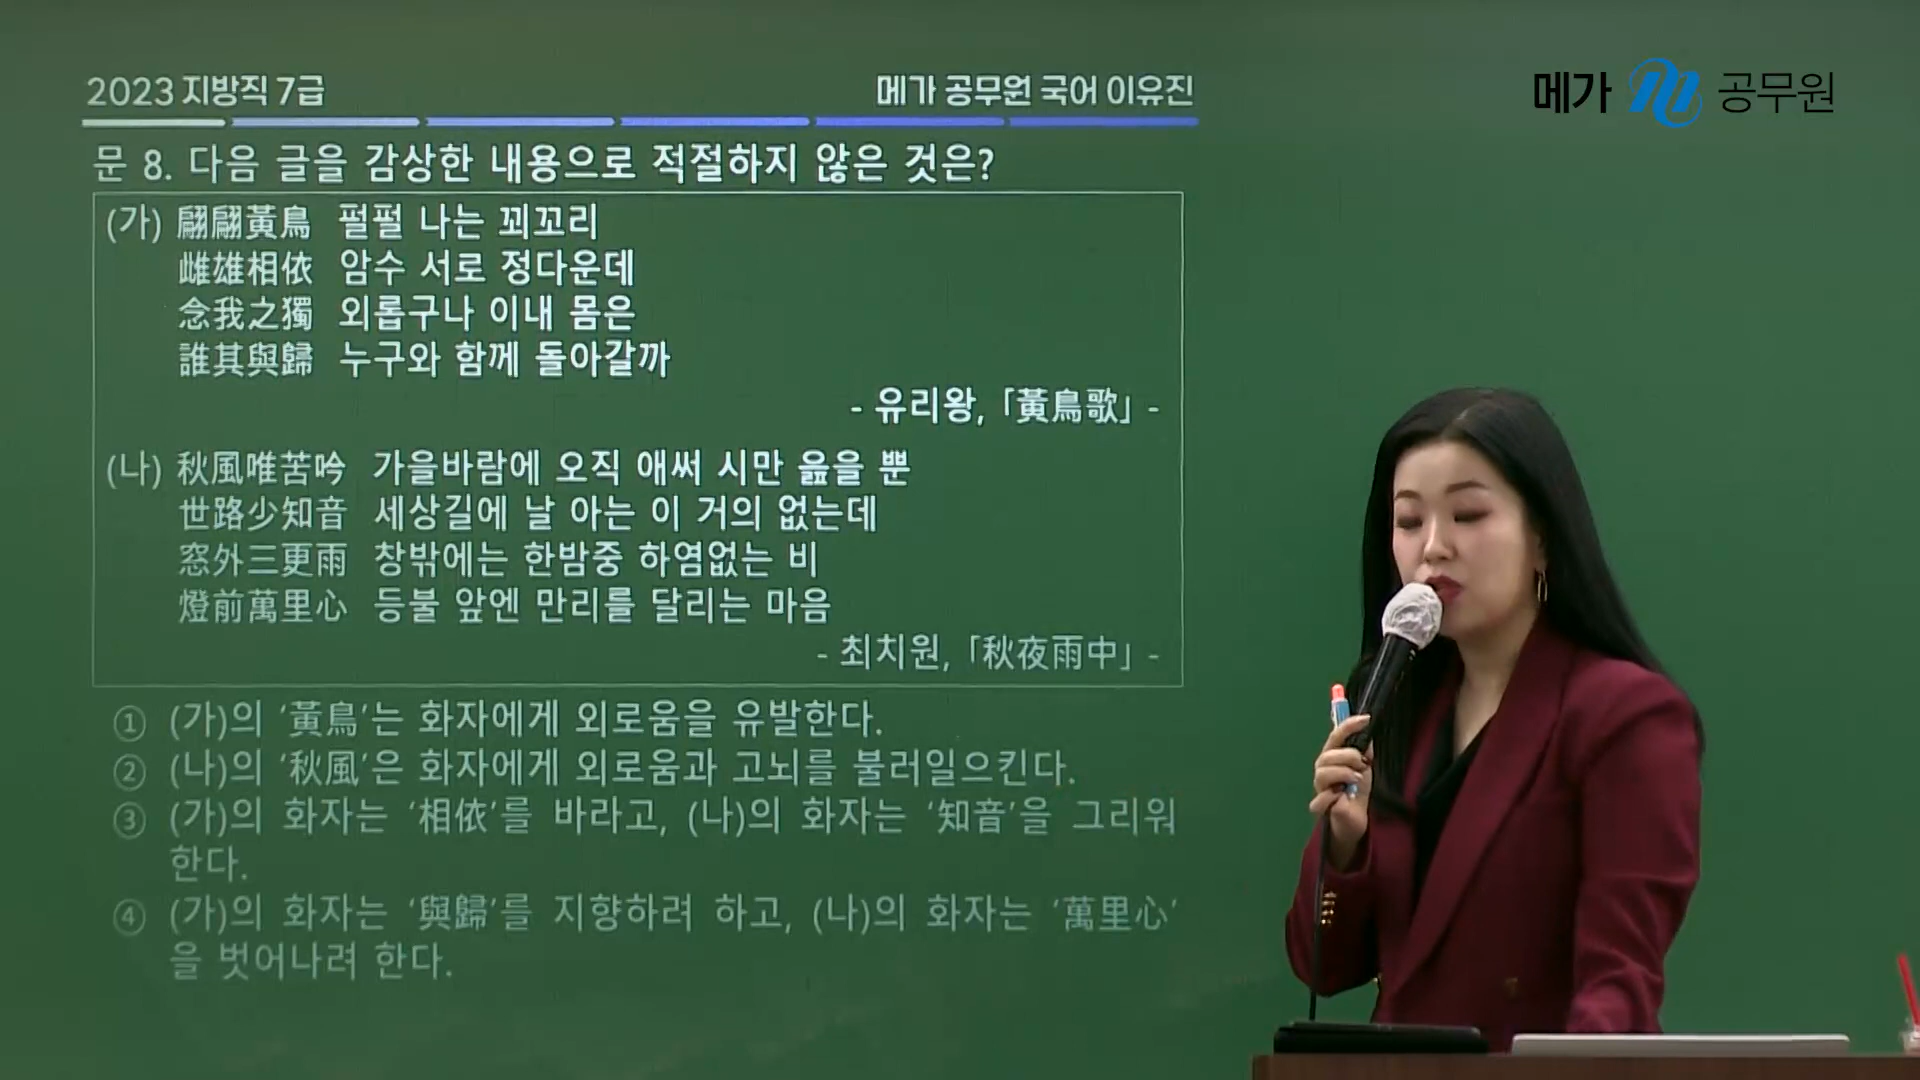 2023 지방직 7급
메가 공무원 국어 이유진
메가 공무원
문 8. 다음 글을 감상한 내용으로 적절하지 않은 것은?
(가) 翩翩黃鳥 펄펄 나는 꾀꼬리
雌雄相依 암수 서로 정다운데
念我之獨 외롭구나 이내 몸은
誰其與歸 누구와 함께 돌아갈까
- 유리왕, 「黃鳥歌」 -
(나) 秋風唯苦吟 가을바람에 오직 애써 시만 읊을 뿐
世路少知音 세상길에 날 아는 이 거의 없는데
窓外三更雨 창밖에는 한밤중 하염없는 비
燈前萬里心 등불 앞엔 만리를 달리는 마음
- 최치원, 「秋夜雨中」 -
① (가)의 ‘黃鳥’는 화자에게 외로움을 유발한다.
② (나)의 ‘秋風’은 화자에게 외로움과 고뇌를 불러일으킨다.
③ (가)의 화자는 ‘相依’를 바라고, (나)의 화자는 ‘知音’을 그리워
한다.
④ (가)의 화자는 ‘與歸’를 지향하려 하고, (나)의 화자는 ‘萬里心’
을 벗어나려 한다.